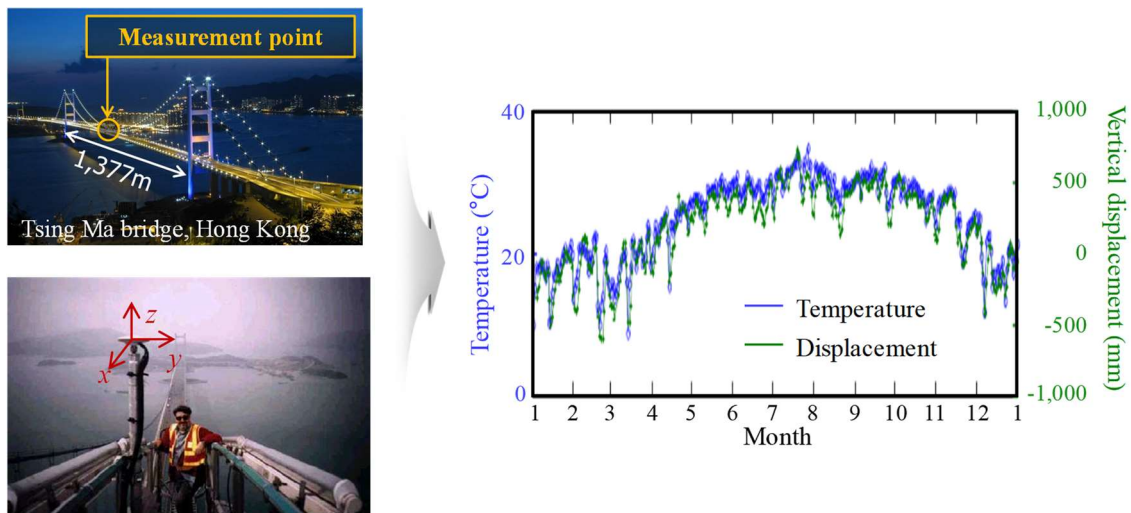 Measurement point
1,377m
Tsing Ma bridge, Hong Kong
z
y
x
40
20
0
Temperature (°C)
1,000
500
0
-500
-1,000
Vertical displacement (mm)
Temperature
Displacement
1 2 3 4 5 6 7 8 9 10 11 12 1
Month